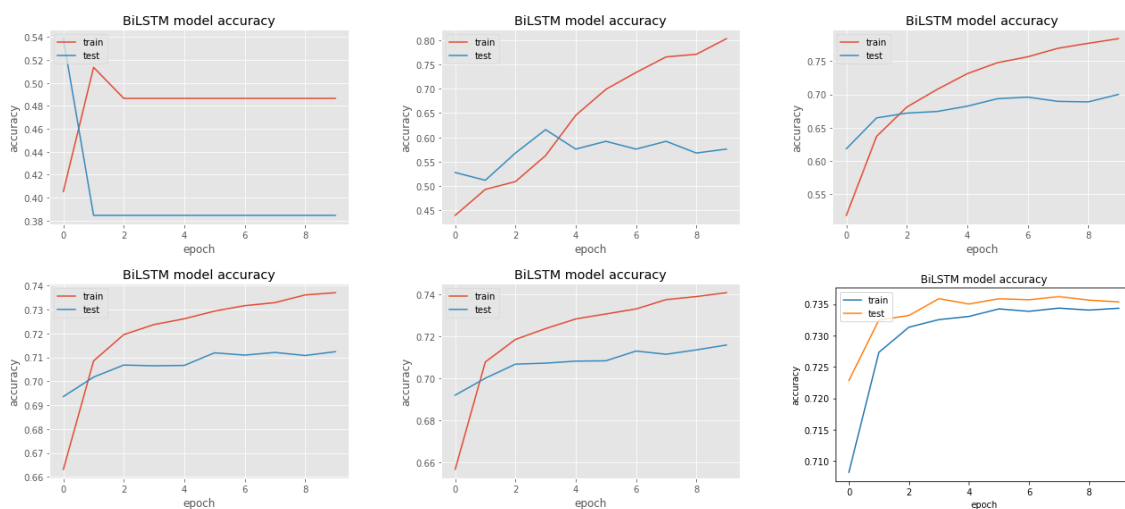 BiLSTM model accuracy
train
test
accuracy
0.54
0.52
0.50
0.48
0.46
0.44
0.42
0.40
0.38
0 2 4 6 8
epoch
BiLSTM model accuracy
train
test
accuracy
0.80
0.75
0.70
0.65
0.60
0.55
0.50
0.45
0 2 4 6 8
epoch
BiLSTM model accuracy
train
test
accuracy
0.75
0.70
0.65
0.60
0.55
0 2 4 6 8
epoch
BiLSTM model accuracy
train
test
accuracy
0.74
0.73
0.72
0.71
0.70
0.69
0.68
0.67
0.66
0 2 4 6 8
epoch
BiLSTM model accuracy
train
test
accuracy
0.74
0.72
0.70
0.68
0.66
0 2 4 6 8
epoch
BiLSTM model accuracy
train
test
accuracy
0.735
0.730
0.725
0.720
0.715
0.710
0 2 4 6 8
epoch